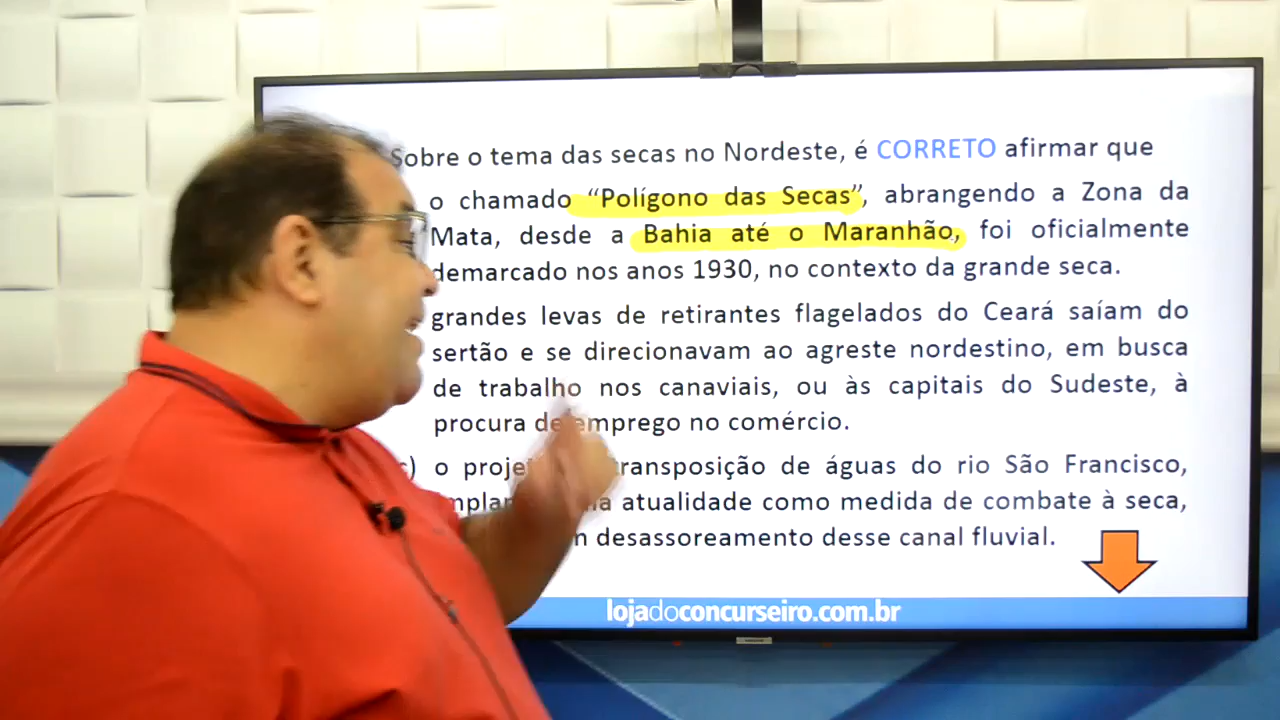 Sobre o tema das secas no Nordeste, é CORRETO afirmar que
o chamado “Polígono das Secas”, abrangendo a Zona da
Mata, desde a Bahia até o Maranhão, foi oficialmente
demarcado nos anos 1930, no contexto da grande seca.
grandes levas de retirantes flagelados do Ceará saíam do
sertão e se direcionavam ao agreste nordestino, em busca
de trabalho nos canaviais, ou às capitais do Sudeste, à
procura de emprego no comércio.
o transposição de águas do rio São Francisco,
atualidade como medida de combate à seca,
desassoreamento desse canal fluvial.
lojadoconcurseiro.com.br